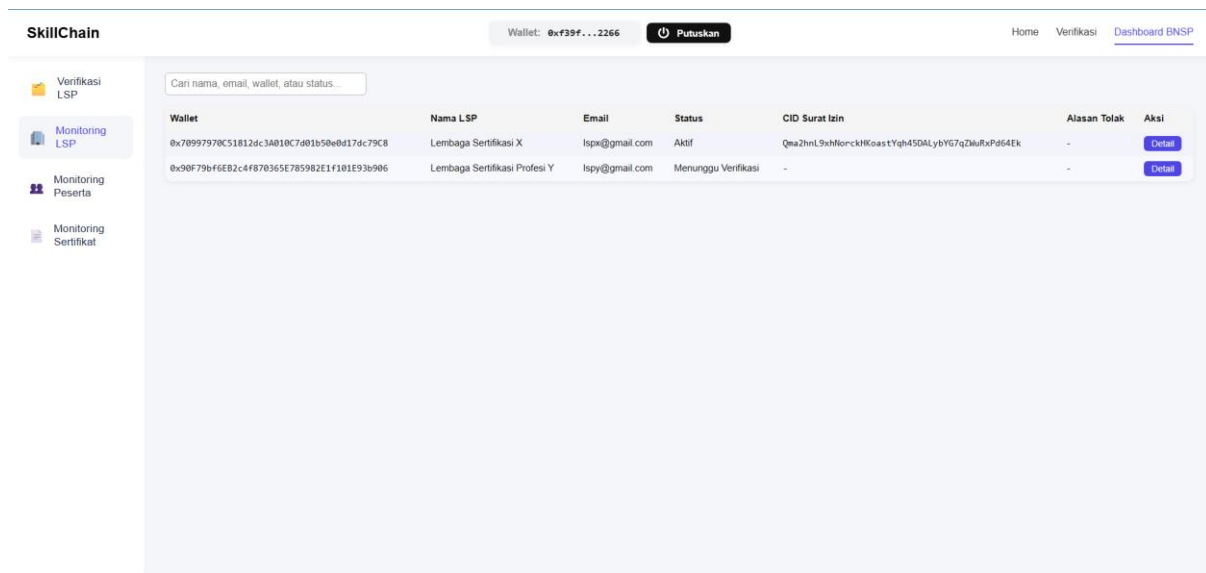 SkillChain
Wallet: 0xf39f...2266
Putuskan
Home Verifikasi Dashboard BNSP
Verifikasi
LSP
Monitoring
LSP
Monitoring
Peserta
Monitoring
Sertifikat
Cari nama, email, wallet, atau status...
Wallet Nama LSP Email Status CID Surat Izin Alasan Tolak Aksi
0x70997970C51812dc3A010C7d01b50e0d17dc79C8 Lembaga Sertifikasi X lspx@gmail.com Aktif Qma2hnL9xhNorckHKoastYqh45DALybYG7qZWuRxPd64Ek - Detail
0x90F79bf6EB2c4f870365E785982E1f101E93b906 Lembaga Sertifikasi Profesi Y lspy@gmail.com Menunggu Verifikasi - - Detail